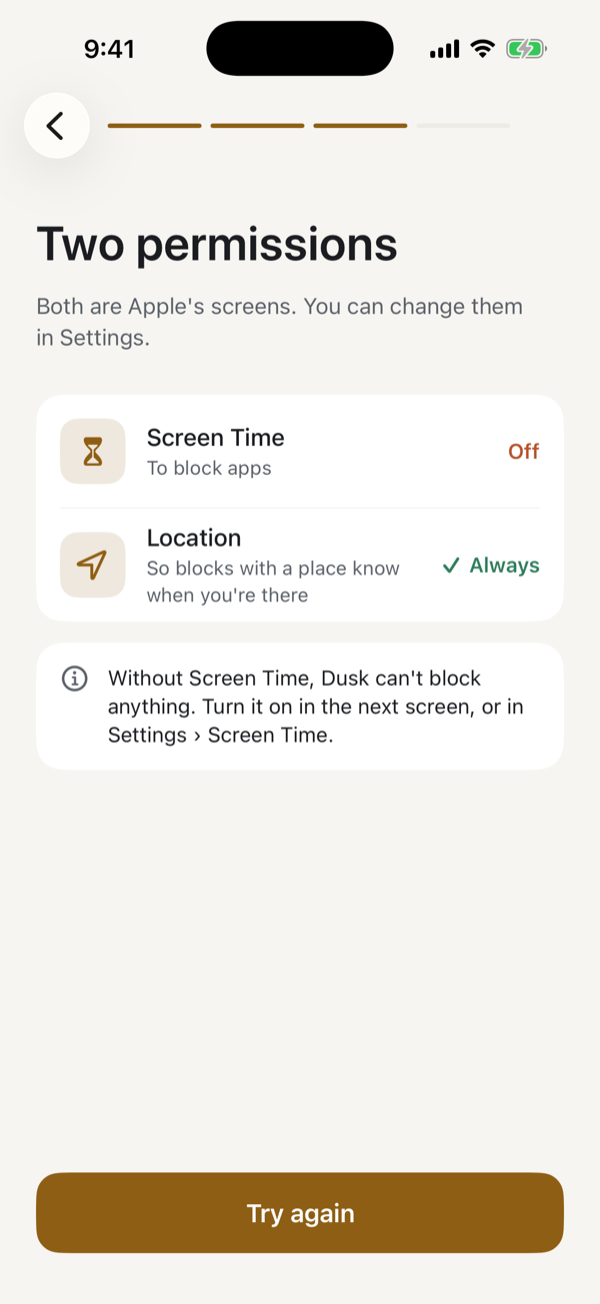 9:41
Two permissions
Both are Apple's screens. You can change them
in Settings.
Screen Time
To block apps
Off
Location
So blocks with a place know
when you're there
Always
Without Screen Time, Dusk can't block
anything. Turn it on in the next screen, or in
Settings › Screen Time.
Try again